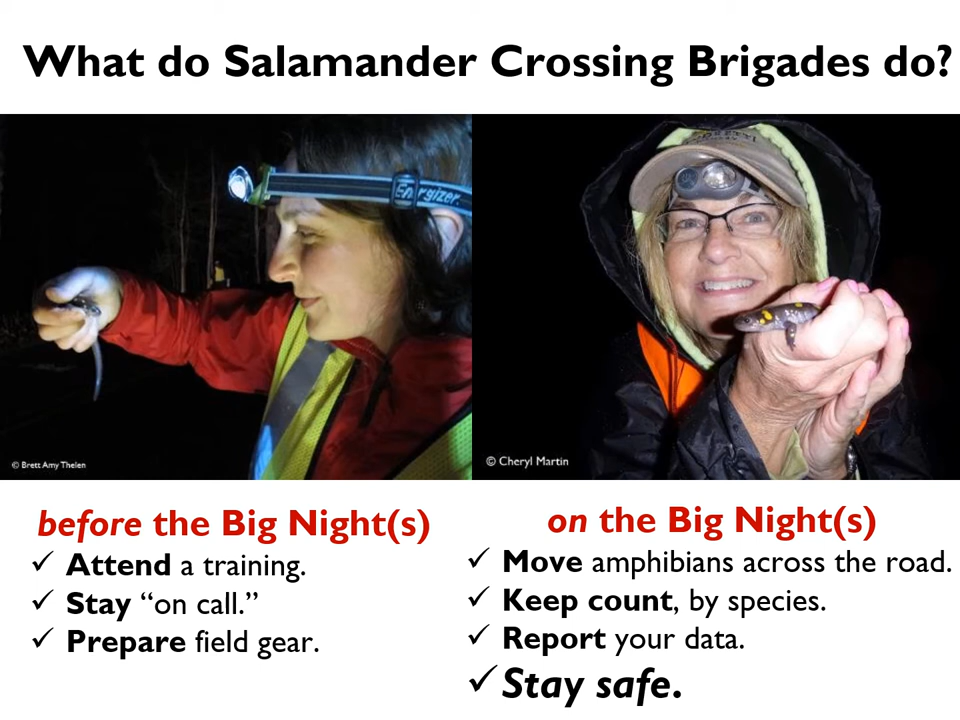 What do Salamander Crossing Brigades do?
Energizer.
© Brett Amy Thelen
© Cheryl Martin
before the Big Night(s)
✓ Attend a training.
✓ Stay “on call.”
✓ Prepare field gear.
on the Big Night(s)
✓ Move amphibians across the road.
✓ Keep count, by species.
✓ Report your data.
✓ Stay safe.